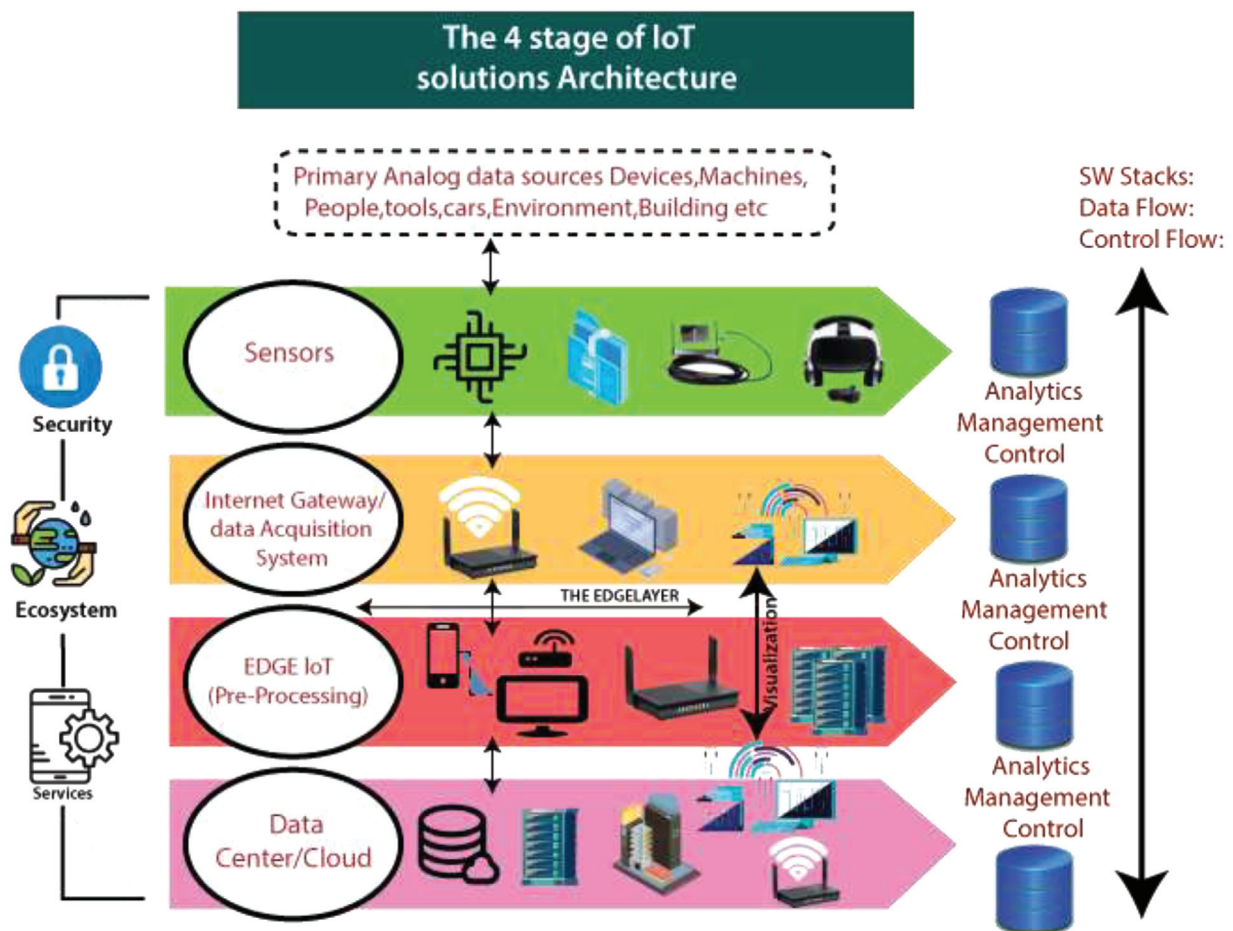 The 4 stage of IoT
solutions Architecture
Primary Analog data sources Devices,Machines,
People,tools,cars,Environment,Building etc
SW Stacks:
Data Flow:
Control Flow:
Security
Ecosystem
Services
Sensors
Analytics
Management
Control
Internet Gateway/
data Acquisition
System
Analytics
Management
Control
THE EDGELAYER
Visualization
EDGE IoT
(Pre-Processing)
Analytics
Management
Control
Data
Center/Cloud